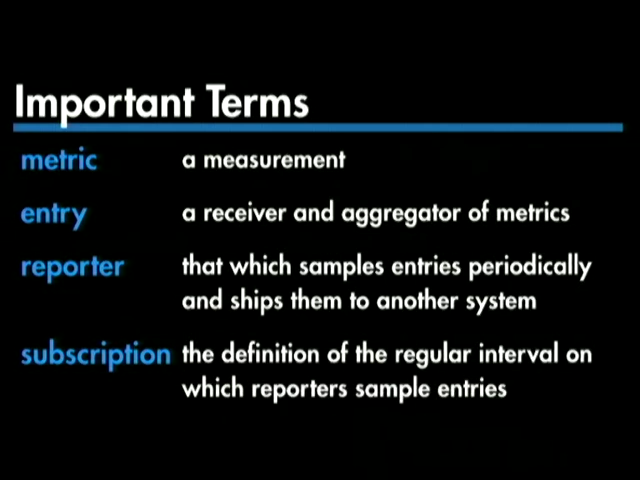 Important Terms
metric a measurement
entry a receiver and aggregator of metrics
reporter that which samples entries periodically
and ships them to another system
subscription the definition of the regular interval on
which reporters sample entries